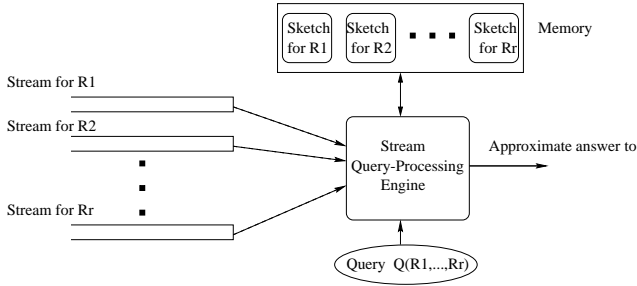 Sketch for R1
Sketch for R2
Sketch for Rr
Memory
Stream for R1
Stream for R2
Stream for Rr
Stream
Query-Processing
Engine
Approximate answer to
Query Q(R1,...,Rr)